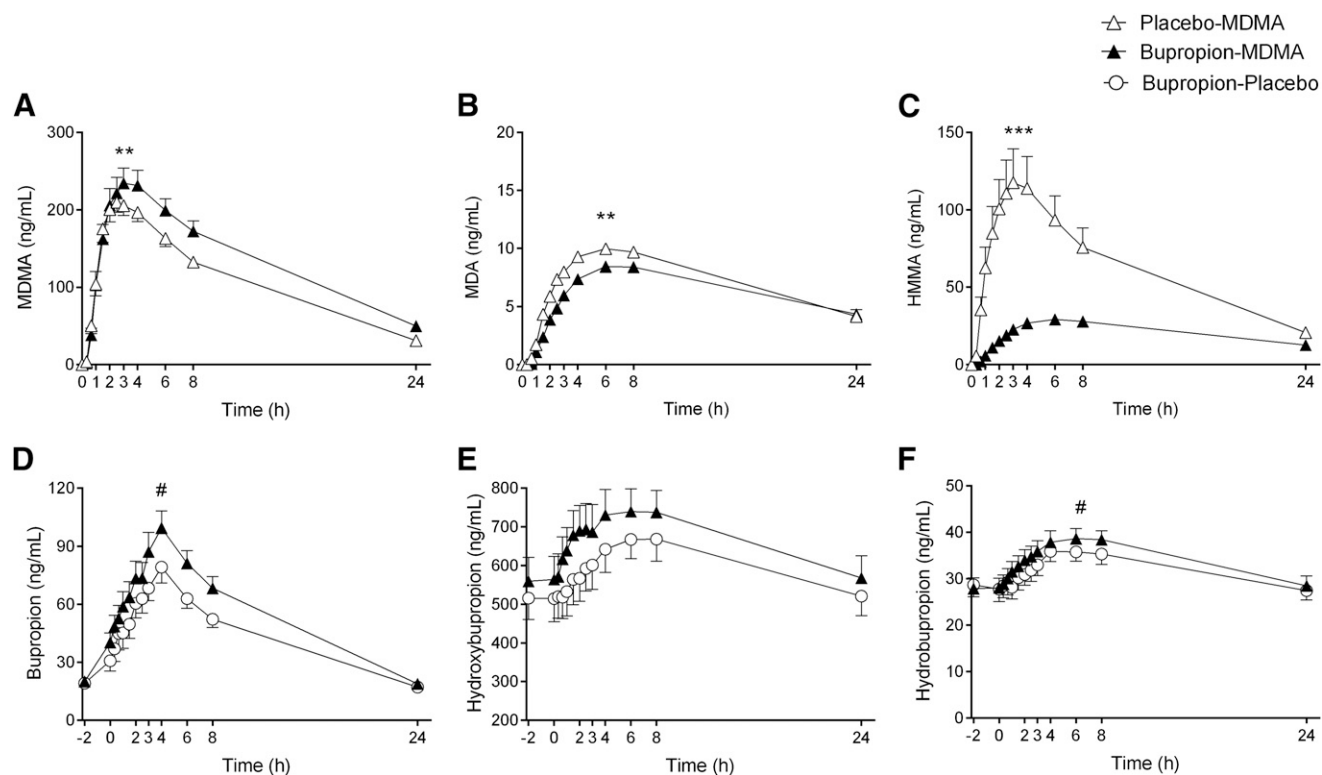 Placebo-MDMA
Bupropion-MDMA
Bupropion-Placebo
A
MDMA (ng/mL)
300
200
100
0
**
0 1 2 3 4 6 8 24
Time (h)
B
MDA (ng/mL)
20
15
10
5
0
**
0 1 2 3 4 6 8 24
Time (h)
C
HMMA (ng/mL)
150
100
50
0
***
0 1 2 3 4 6 8 24
Time (h)
D
Bupropion (ng/mL)
120
90
60
30
0
#
-2 0 2 3 4 6 8 24
Time (h)
E
Hydroxybupropion (ng/mL)
900
800
700
600
500
400
300
200
-2 0 2 3 4 6 8 24
Time (h)
F
Hydrobupropion (ng/mL)
50
40
30
20
10
0
#
-2 0 2 3 4 6 8 24
Time (h)